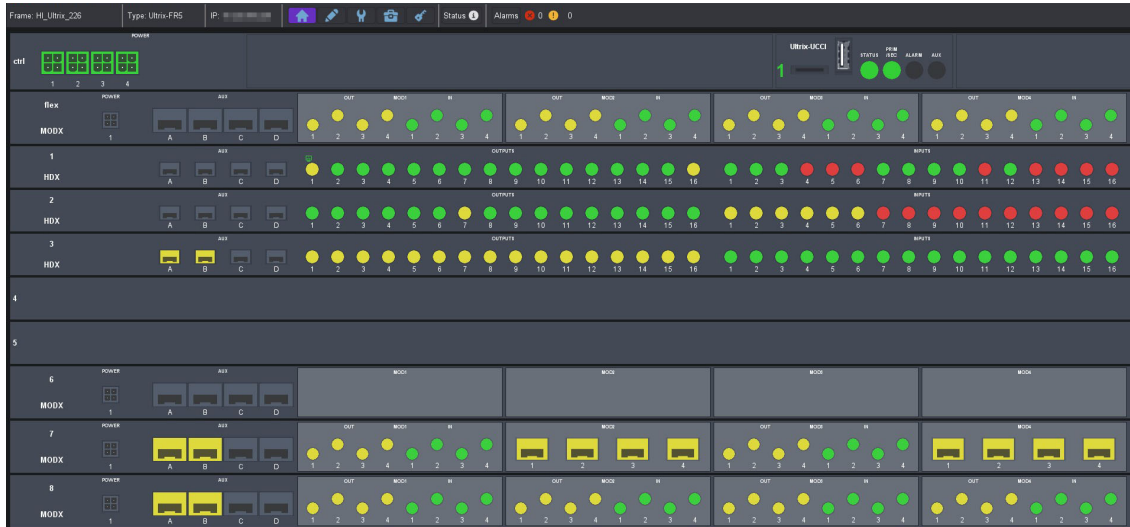 Frame: HI_Ultrix_226 Type: Ultrix-FR5 IP: Status Alarms 0 0
POWER
ctrl 1 2 3 4 1 Ultrix-UCCI STATUS PRIM /SEC ALARM AUX
flex POWER AUX OUT MOD1 IN OUT MOD2 IN OUT MOD3 IN OUT MOD4 IN
MODX 1 A B C D 1 2 3 4 1 2 3 4 1 2 3 4 1 2 3 4 1 2 3 4 1 2 3 4 1 2 3 4 1 2 3 4
1 AUX OUTPUTS INPUTS
HDX A B C D 1 2 3 4 5 6 7 8 9 10 11 12 13 14 15 16 1 2 3 4 5 6 7 8 9 10 11 12 13 14 15 16
2 AUX OUTPUTS INPUTS
HDX A B C D 1 2 3 4 5 6 7 8 9 10 11 12 13 14 15 16 1 2 3 4 5 6 7 8 9 10 11 12 13 14 15 16
3 AUX OUTPUTS INPUTS
HDX A B C D 1 2 3 4 5 6 7 8 9 10 11 12 13 14 15 16 1 2 3 4 5 6 7 8 9 10 11 12 13 14 15 16
4
5
6 POWER AUX MOD1 MOD2 MOD3 MOD4
MODX 1 A B C D
7 POWER AUX OUT MOD1 IN MOD2 OUT MOD3 IN MOD4
MODX 1 A B C D 1 2 3 4 1 2 3 4 1 2 3 4 1 2 3 4 1 2 3 4 1 2 3 4
8 POWER AUX OUT MOD1 IN OUT MOD2 IN OUT MOD3 IN OUT MOD4 IN
MODX 1 A B C D 1 2 3 4 1 2 3 4 1 2 3 4 1 2 3 4 1 2 3 4 1 2 3 4 1 2 3 4 1 2 3 4